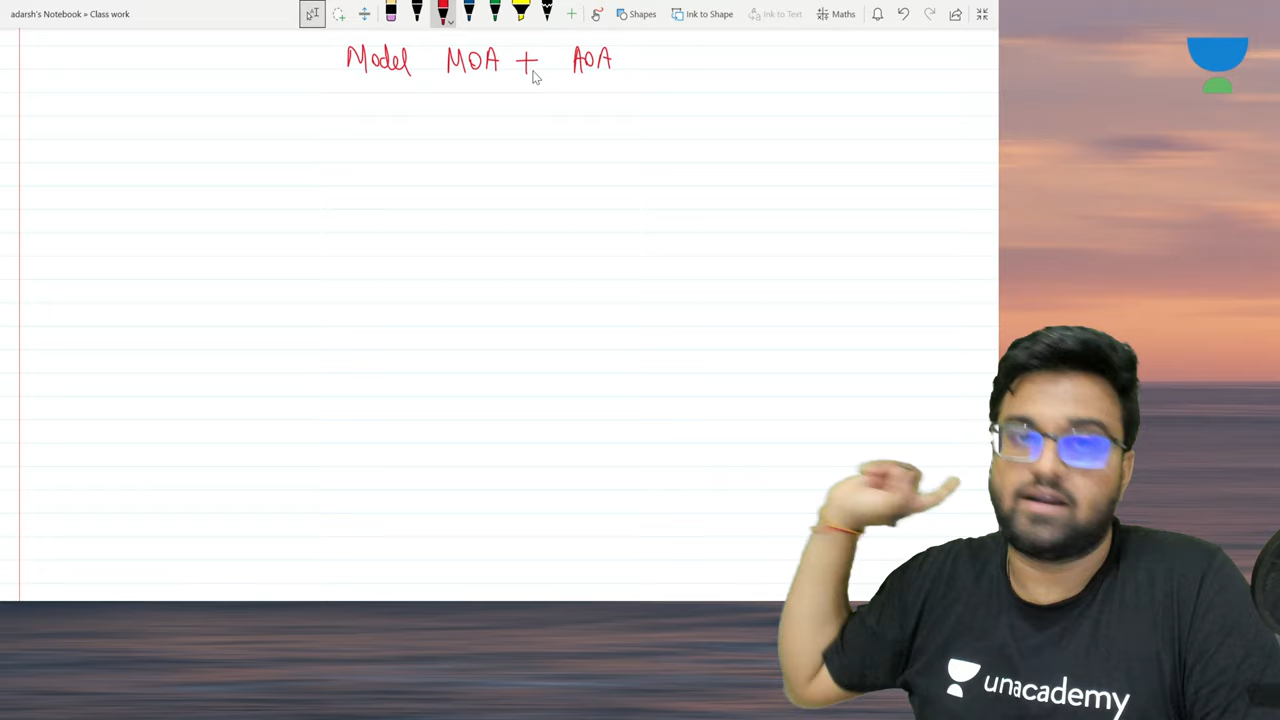 adarsh's Notebook » Class work
Shapes
Ink to Shape
Ink to Text
Maths
Model MOA + AOA
unacademy